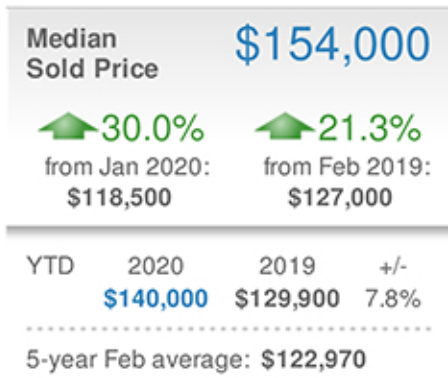 Median $154,000
Sold Price
30.0% 21.3%
from Jan 2020: from Feb 2019:
$118,500 $127,000
YTD 2020 2019 +/-
$140,000 $129,900 7.8%
5-year Feb average: $122,970